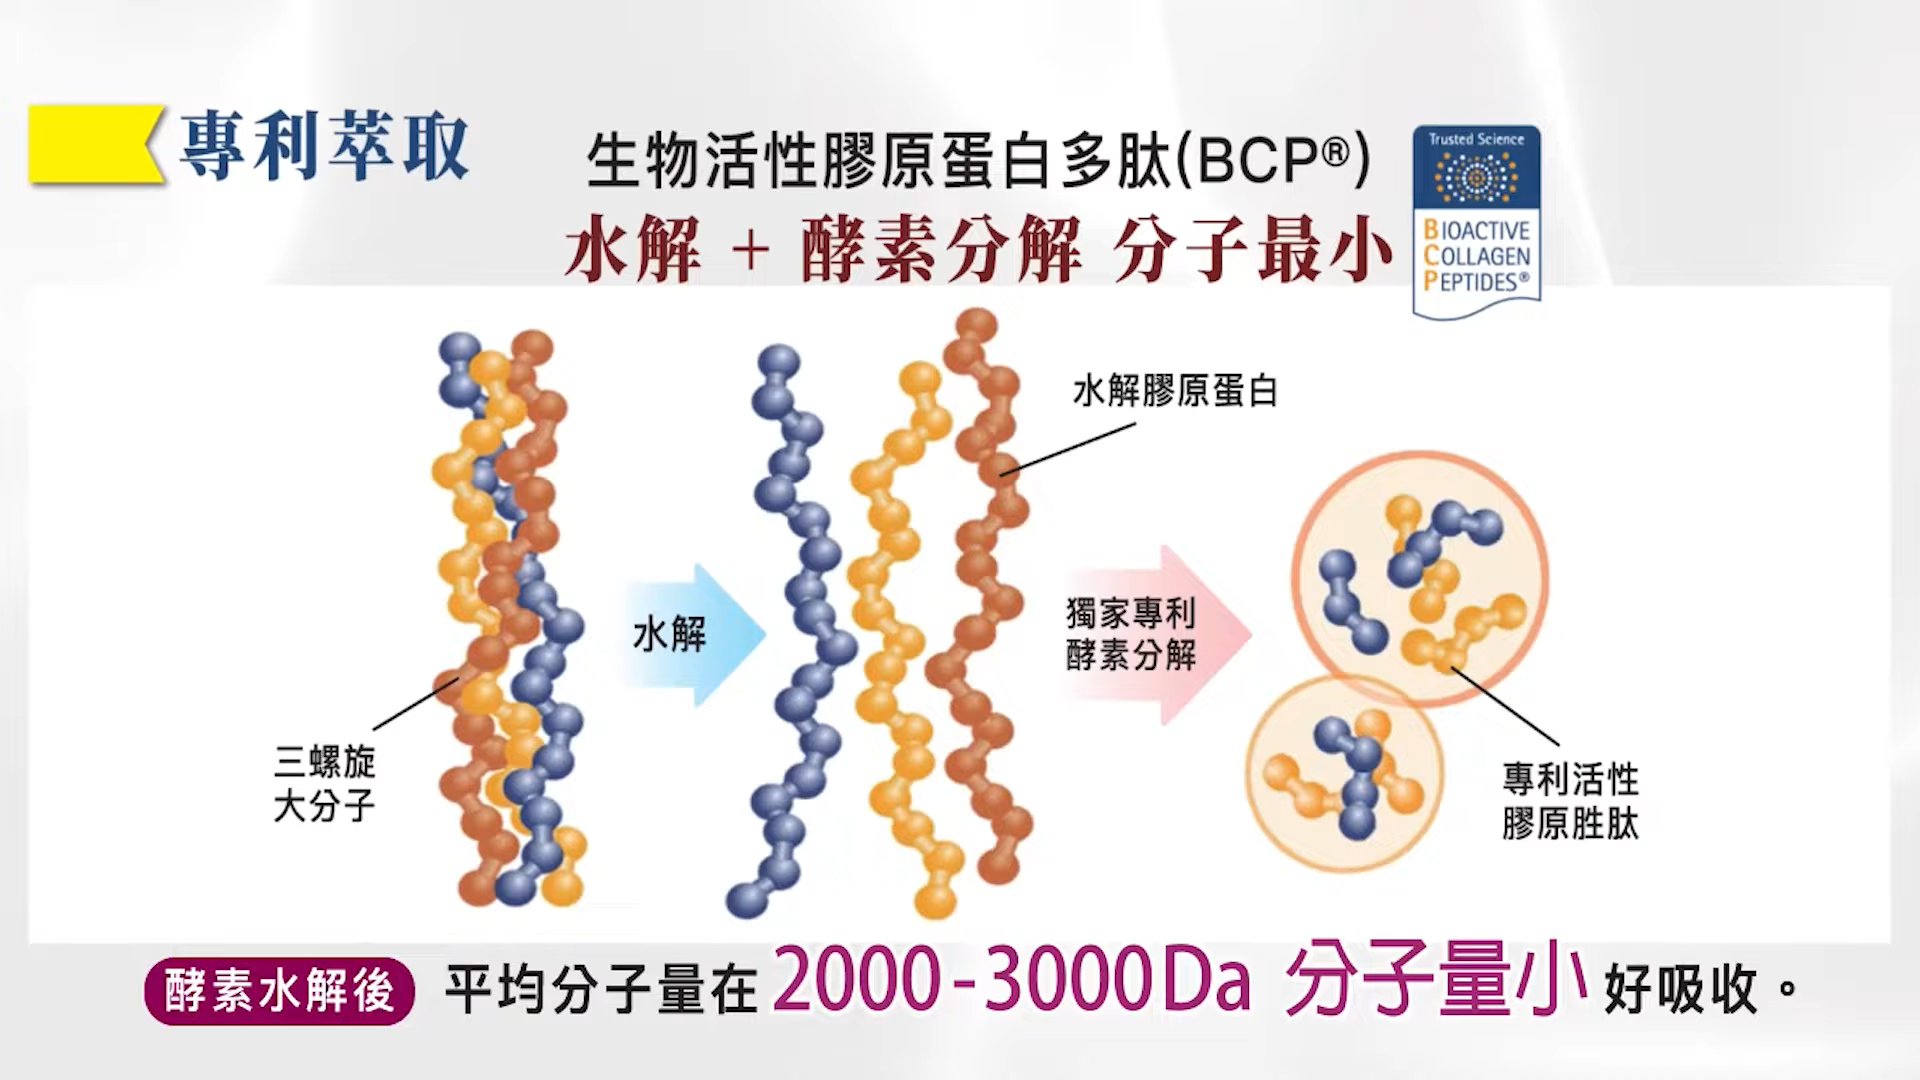 專利萃取
生物活性膠原蛋白多肽(BCP®)
水解 + 酵素分解 分子最小
Trusted Science
BIOACTIVE
COLLAGEN
PEPTIDES®
水解膠原蛋白
水解
獨家專利
酵素分解
三螺旋
大分子
專利活性
膠原胜肽
酵素水解後 平均分子量在 2000-3000Da 分子量小 好吸收。